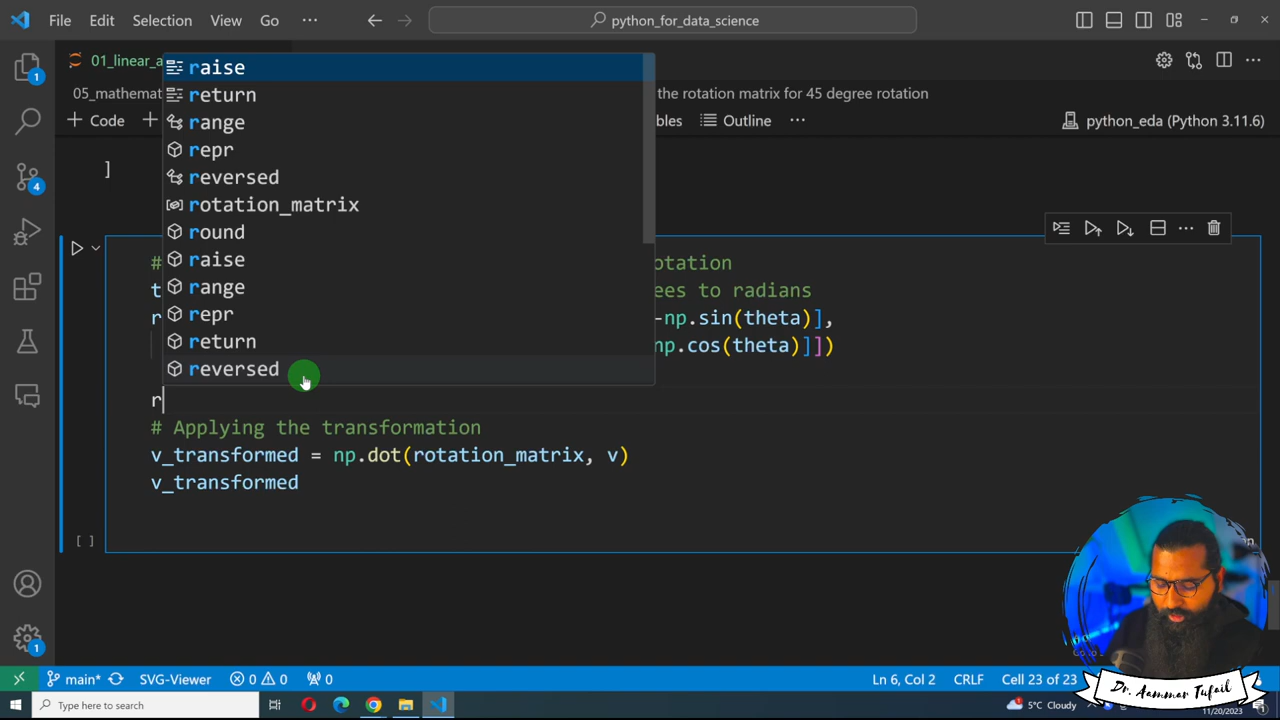 File Edit Selection View Go ··· python_for_data_science
01_linear_a
05_mathemat the rotation matrix for 45 degree rotation
+ Code + bles Outline ··· python_eda (Python 3.11.6)
]
raise
return
range
repr
reversed
rotation_matrix
round
raise
range
repr
return
reversed
# otation
t ees to radians
r -np.sin(theta)],
np.cos(theta)]])
r
# Applying the transformation
v_transformed = np.dot(rotation_matrix, v)
v_transformed
[ ]
1
4
1
main* SVG-Viewer 0 0 0 Ln 6, Col 2 CRLF Cell 23 of 23
Type here to search 5°C Cloudy 11/20/2023
Dr. Aammar Tufail